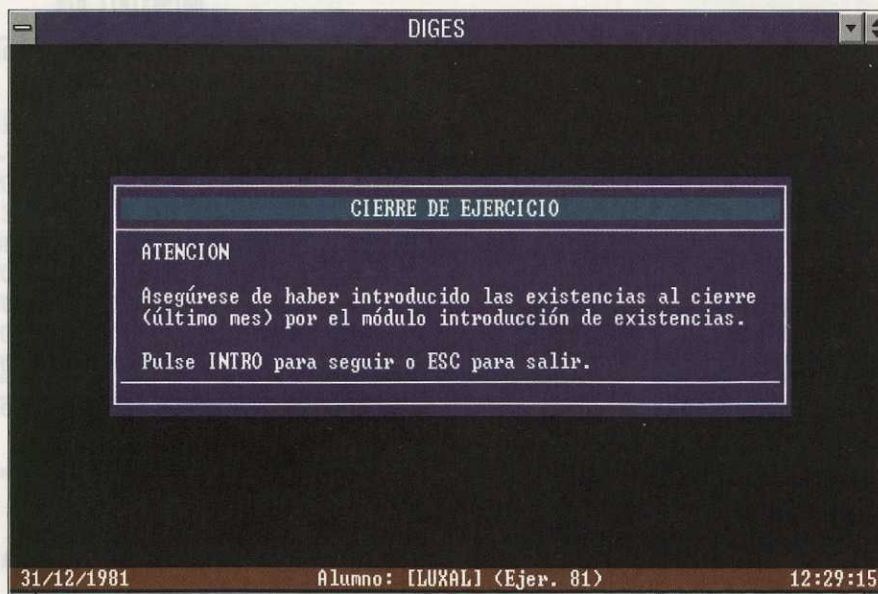 DIGES
CIERRE DE EJERCICIO
ATENCION
Asegúrese de haber introducido las existencias al cierre
(último mes) por el módulo introducción de existencias.
Pulse INTRO para seguir o ESC para salir.
31/12/1981 Alumno: [LUXAL] (Ejer. 81) 12:29:15